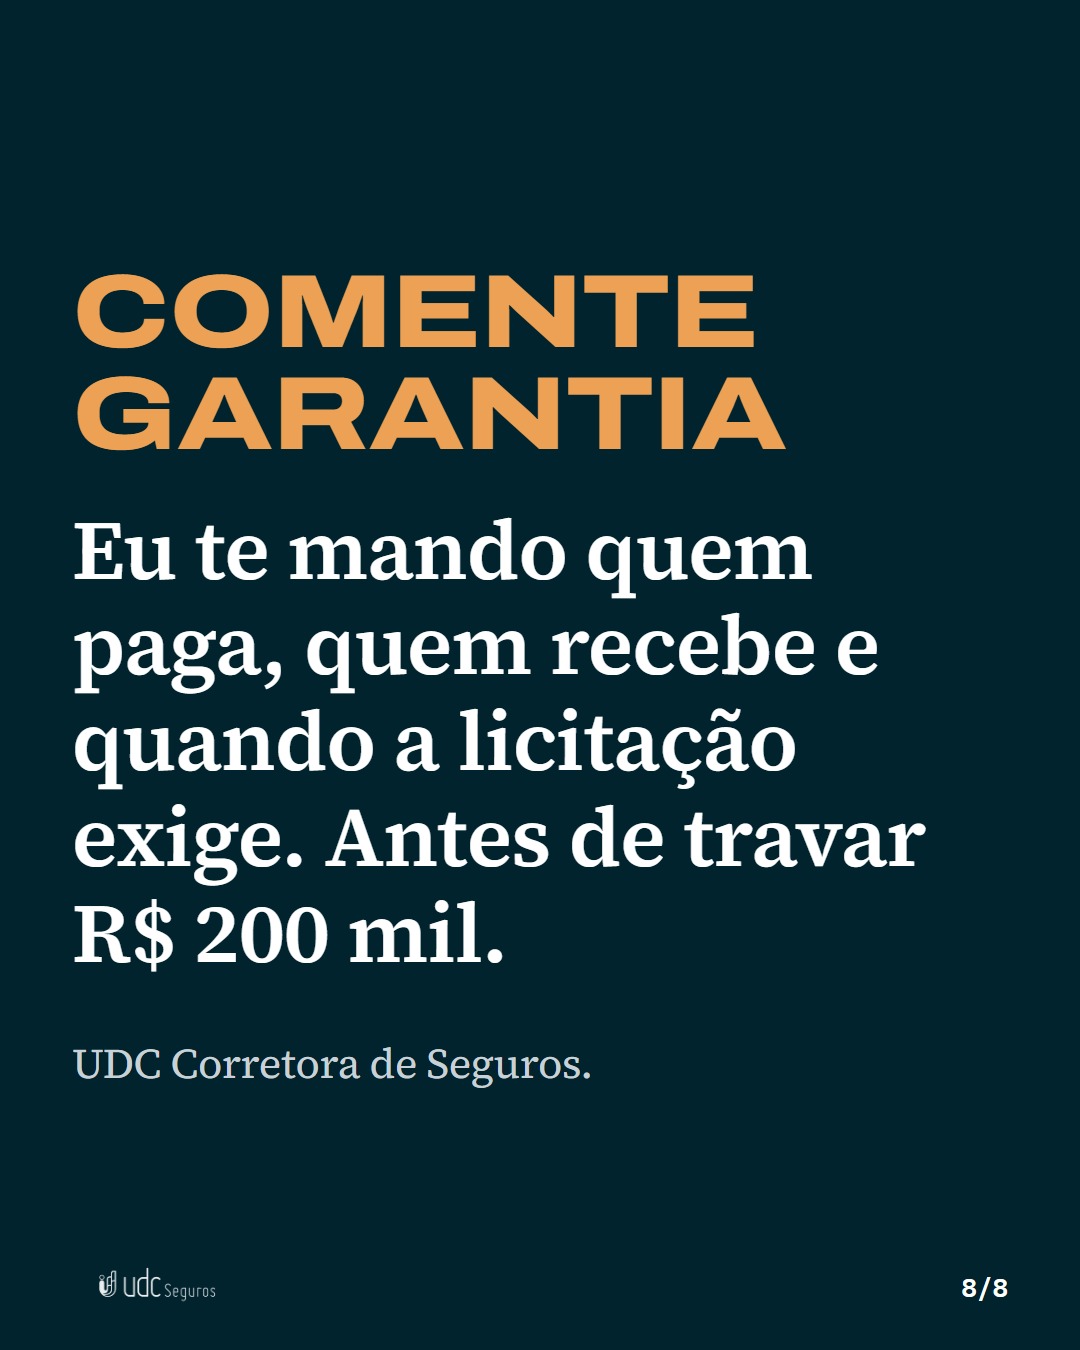 COMENTE
GARANTIA
Eu te mando quem
paga, quem recebe e
quando a licitação
exige. Antes de travar
R$ 200 mil.
UDC Corretora de Seguros.
udc Seguros
8/8